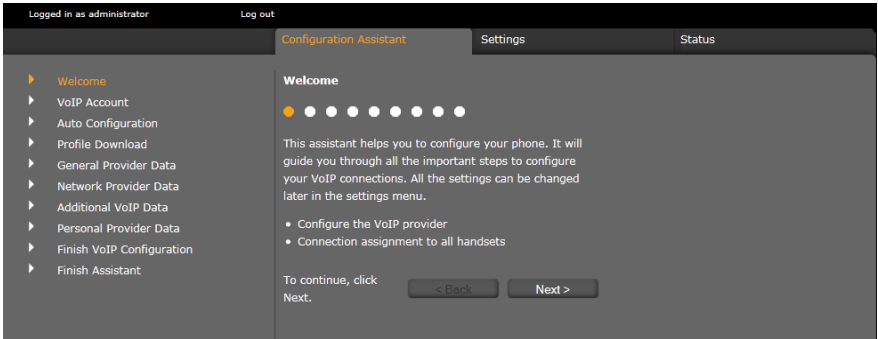 Logged in as administrator
Log out
Configuration Assistant
Settings
Status
Welcome
VoIP Account
Auto Configuration
Profile Download
General Provider Data
Network Provider Data
Additional VoIP Data
Personal Provider Data
Finish VoIP Configuration
Finish Assistant
Welcome
This assistant helps you to configure your phone. It will
guide you through all the important steps to configure
your VoIP connections. All the settings can be changed
later in the settings menu.
• Configure the VoIP provider
• Connection assignment to all handsets
To continue, click
Next.
< Back
Next >